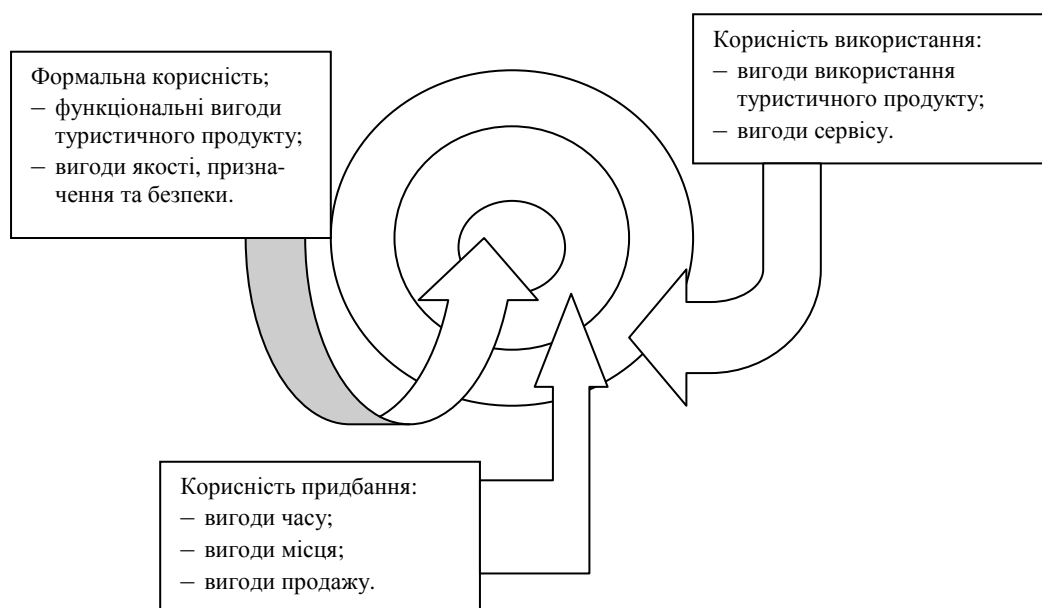 Формальна корисність;
– функціональні вигоди
туристичного продукту;
– вигоди якості, призна-
чення та безпеки.
Корисність використання:
– вигоди використання
туристичного продукту;
– вигоди сервісу.
Корисність придбання:
– вигоди часу;
– вигоди місця;
– вигоди продажу.